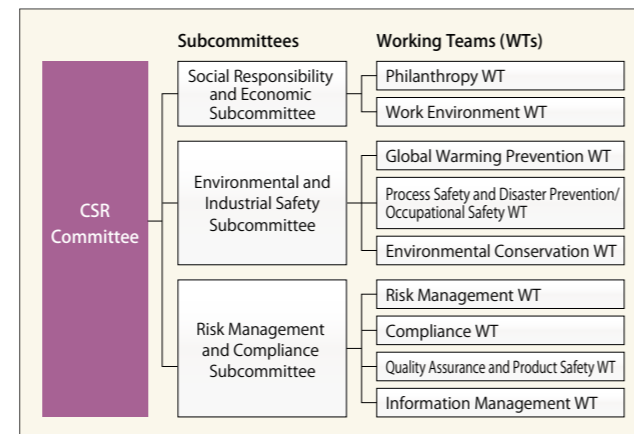 Subcommittees
Working Teams (WTs)
CSR
Committee
Social Responsibility
and Economic
Subcommittee
Philanthropy WT
Work Environment WT
Environmental and
Industrial Safety
Subcommittee
Global Warming Prevention WT
Process Safety and Disaster Prevention/
Occupational Safety WT
Environmental Conservation WT
Risk Management
and Compliance
Subcommittee
Risk Management WT
Compliance WT
Quality Assurance and Product Safety WT
Information Management WT